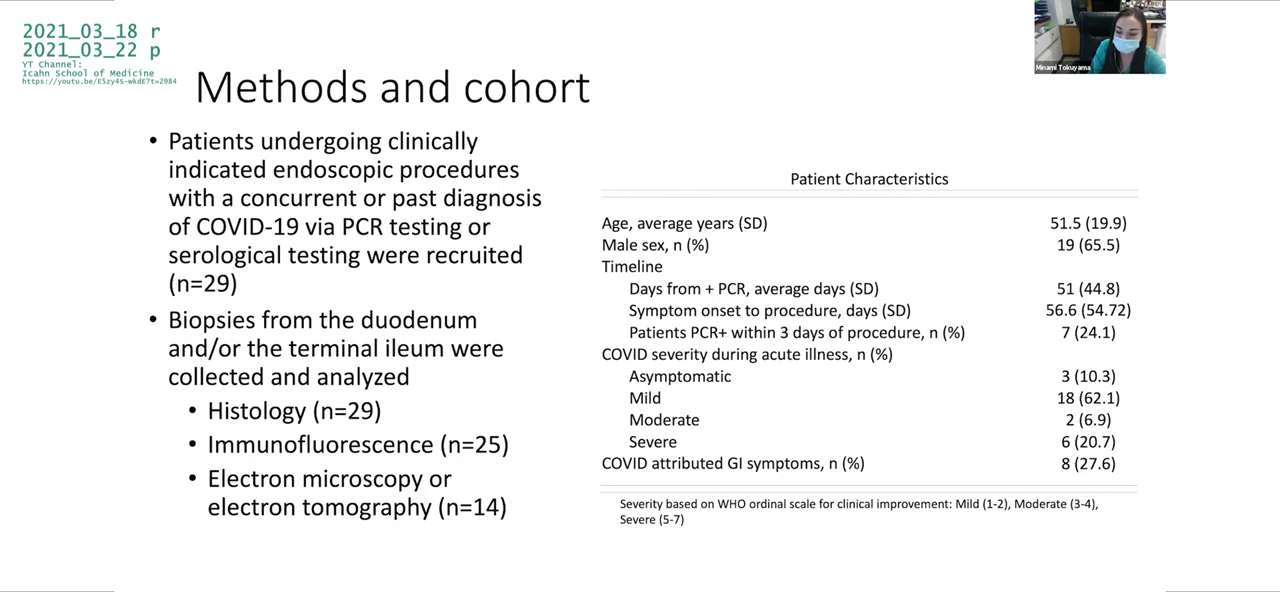 2021_03_18 r
2021_03_22 p
YT Channel:
Icahn School of Medicine
https://youtu.be/E5zy4S-wkdE?t=2984
Minami Tokuyama
Methods and cohort
• Patients undergoing clinically
indicated endoscopic procedures
with a concurrent or past diagnosis
of COVID-19 via PCR testing or
serological testing were recruited
(n=29)
• Biopsies from the duodenum
and/or the terminal ileum were
collected and analyzed
• Histology (n=29)
• Immunofluorescence (n=25)
• Electron microscopy or
electron tomography (n=14)
Patient Characteristics
Age, average years (SD) 51.5 (19.9)
Male sex, n (%) 19 (65.5)
Timeline
Days from + PCR, average days (SD) 51 (44.8)
Symptom onset to procedure, days (SD) 56.6 (54.72)
Patients PCR+ within 3 days of procedure, n (%) 7 (24.1)
COVID severity during acute illness, n (%)
Asymptomatic 3 (10.3)
Mild 18 (62.1)
Moderate 2 (6.9)
Severe 6 (20.7)
COVID attributed GI symptoms, n (%) 8 (27.6)
Severity based on WHO ordinal scale for clinical improvement: Mild (1-2), Moderate (3-4),
Severe (5-7)